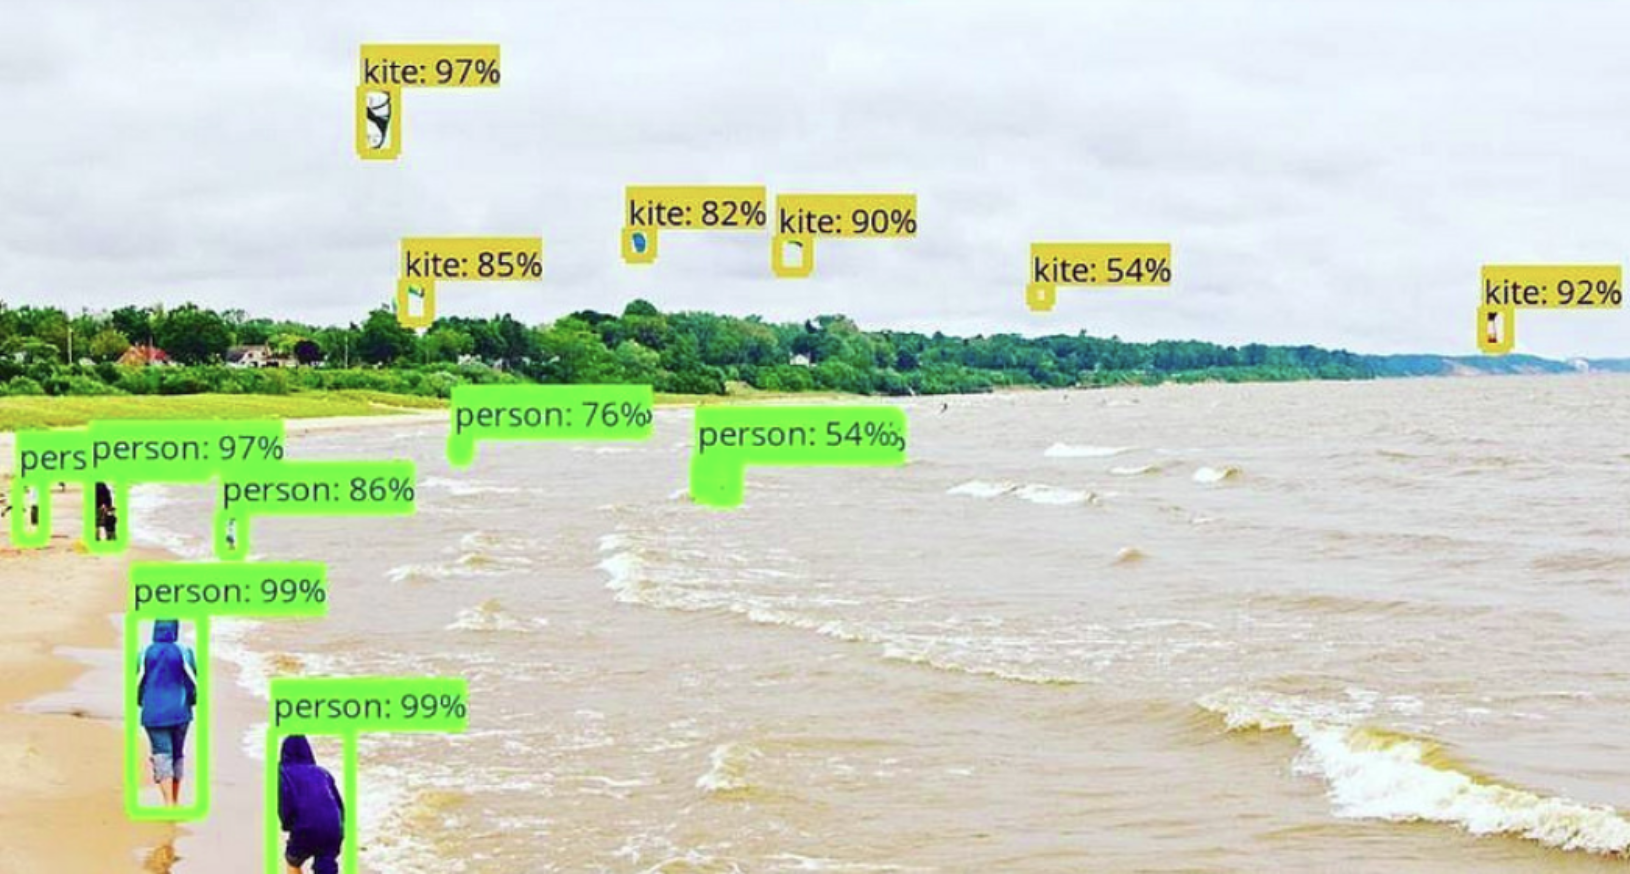 kite: 97%
kite: 82%
kite: 90%
kite: 85%
kite: 54%
kite: 92%
person: 76%
person: 54%
pers
person: 97%
person: 86%
person: 99%
person: 99%